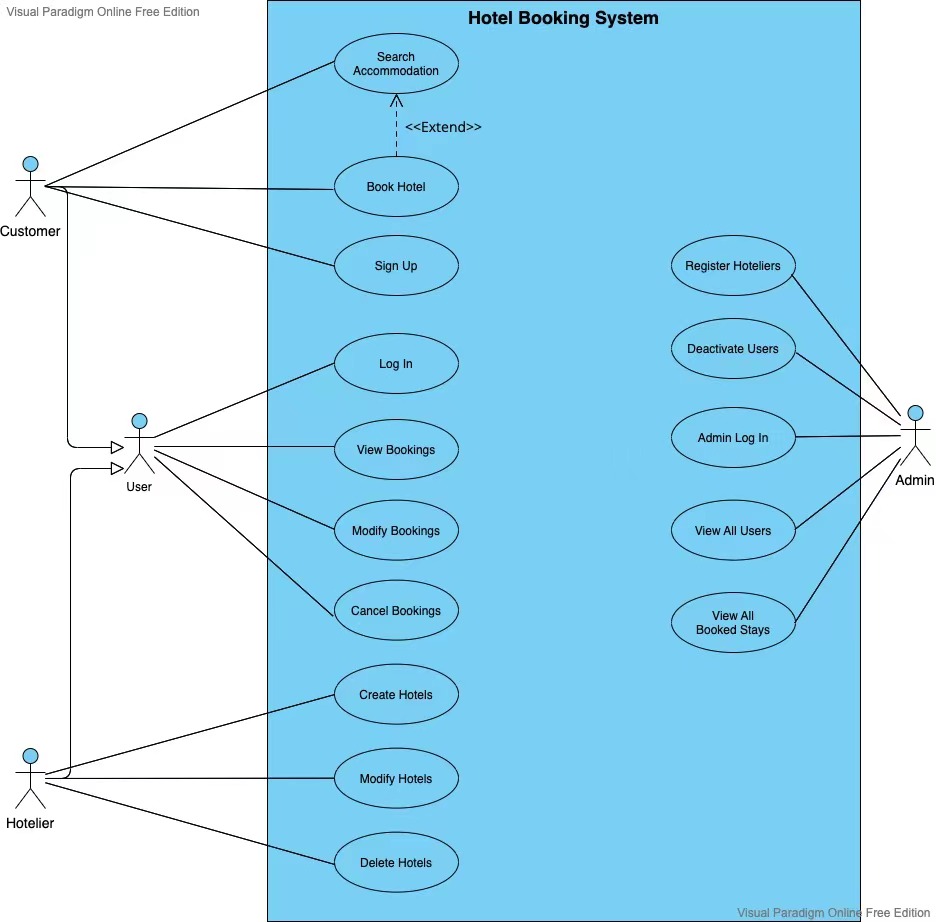 Visual Paradigm Online Free Edition
Hotel Booking System
Search
Accommodation
<<Extend>>
Book Hotel
Customer
Sign Up
Register Hoteliers
Log In
Deactivate Users
View Bookings
Admin Log In
User
Admin
Modify Bookings
View All Users
Cancel Bookings
View All
Booked Stays
Create Hotels
Modify Hotels
Hotelier
Delete Hotels
Visual Paradigm Online Free Edition